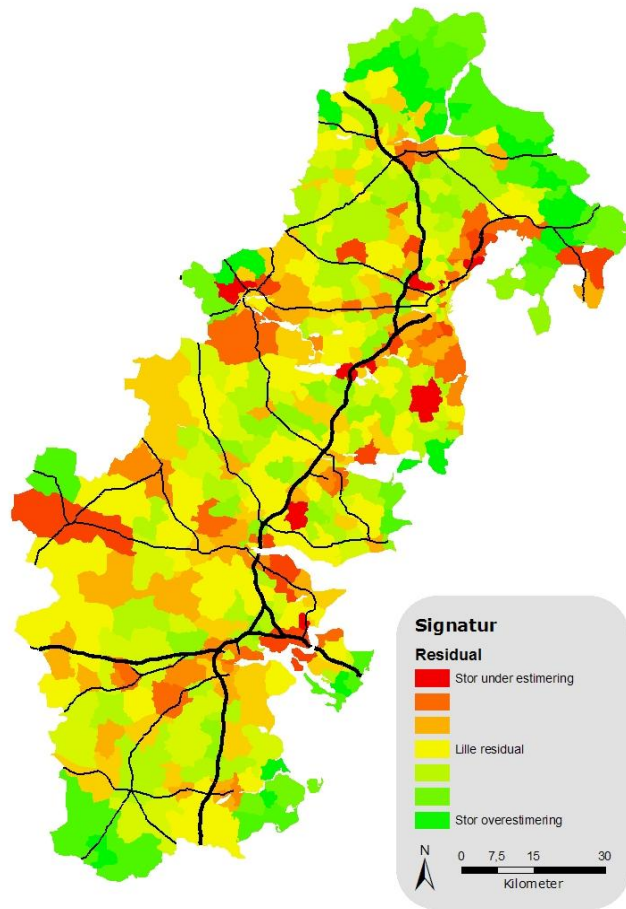 Signatur
Residual
Stor under estimering
Lille residual
Stor overestimering
N
0 7,5 15 30
Kilometer